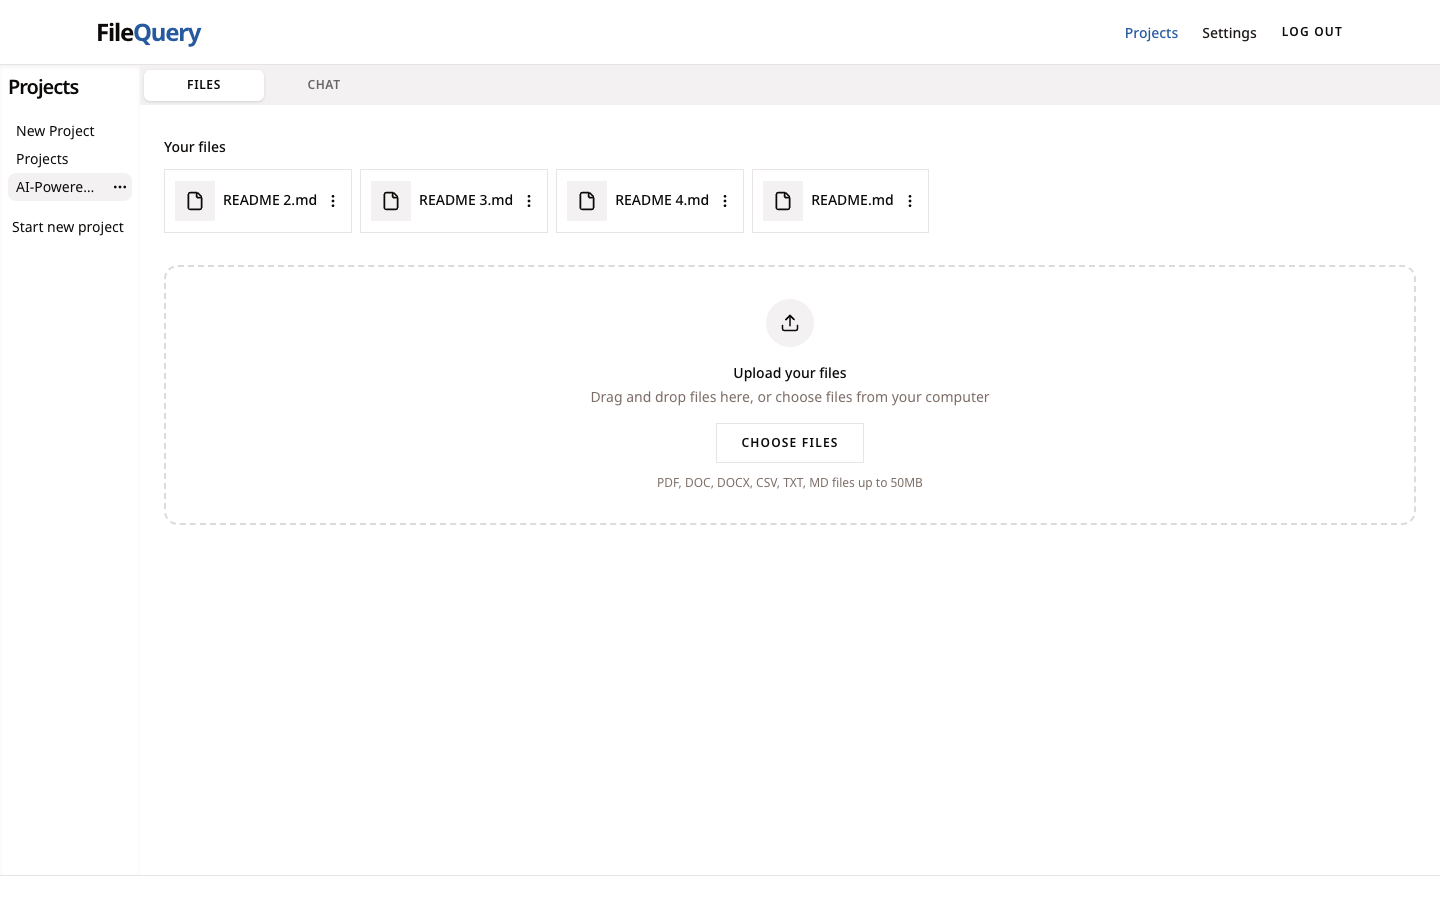 FileQuery
Projects
Settings
LOG OUT
Projects
New Project
Projects
AI-Powere...
Start new project
FILES
CHAT
Your files
README 2.md
README 3.md
README 4.md
README.md
Upload your files
Drag and drop files here, or choose files from your computer
CHOOSE FILES
PDF, DOC, DOCX, CSV, TXT, MD files up to 50MB